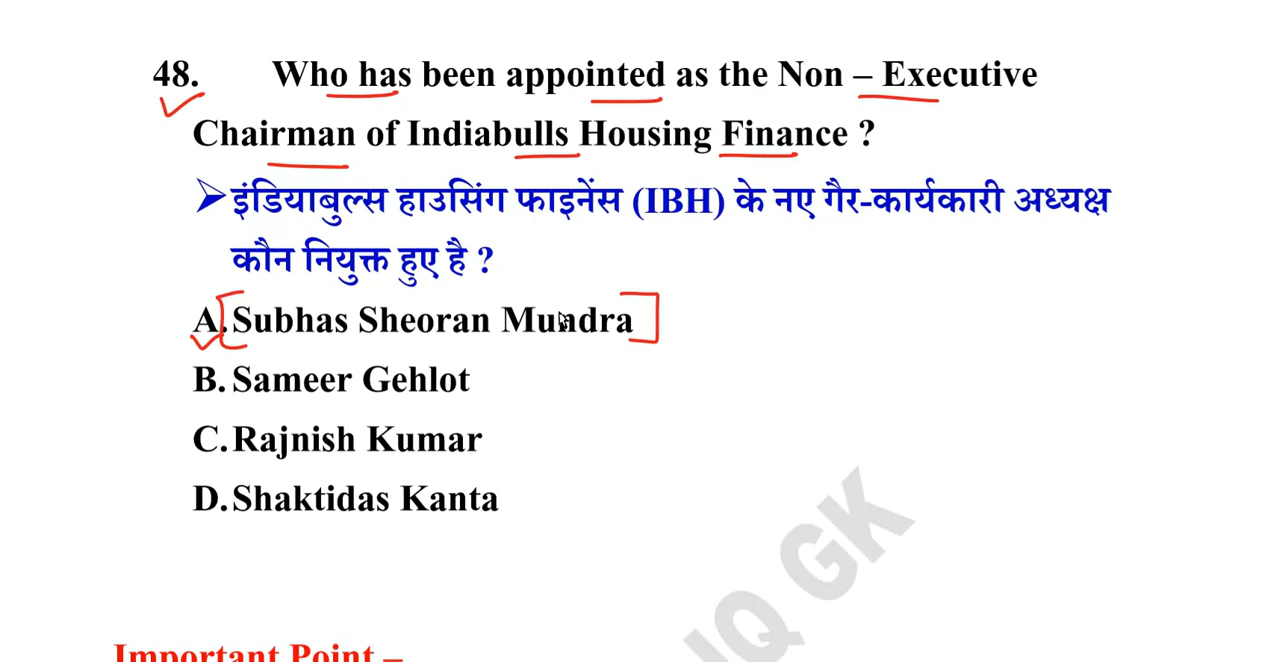 48. Who has been appointed as the Non – Executive
Chairman of Indiabulls Housing Finance ?
➢इंडियाबुल्स हाउसिंग फाइनेंस (IBH) के नए गैर-कार्यकारी अध्यक्ष
कौन नियुक्त हुए है ?
A. Subhas Sheoran Mundra
B. Sameer Gehlot
C. Rajnish Kumar
D. Shaktidas Kanta
GK
Important Point –